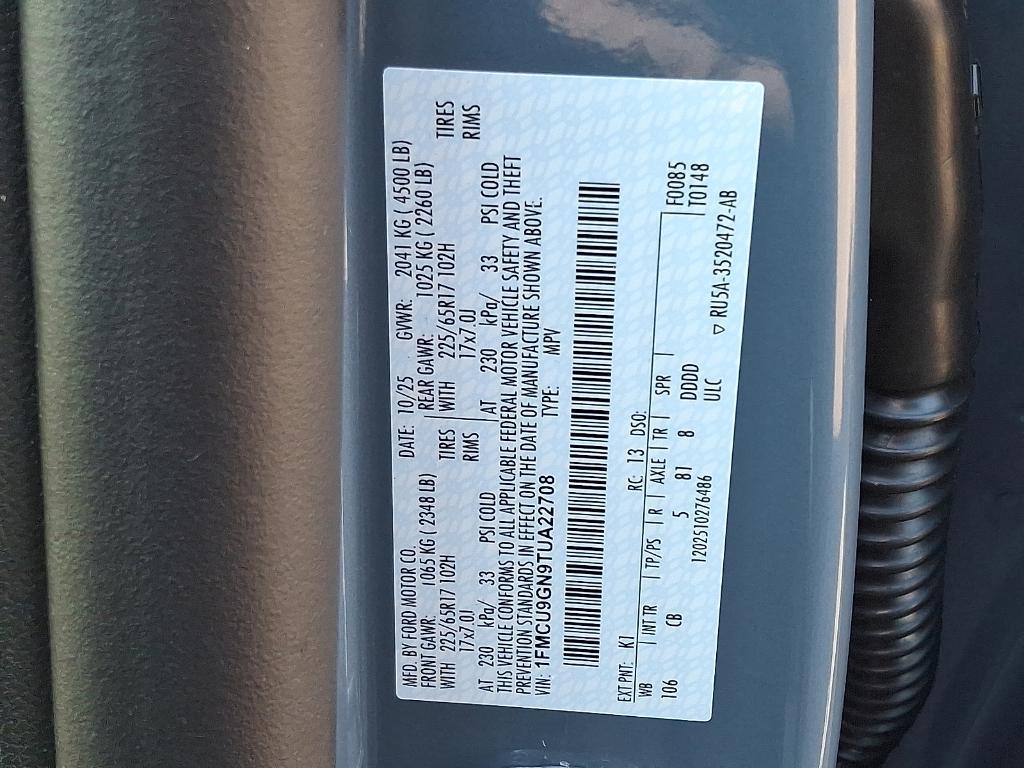 MFD. BY FORD MOTOR CO. DATE: 10/25 GVWR: 2041 KG ( 4500 LB)
FRONT GAWR: 1065 KG ( 2348 LB) REAR GAWR: 1025 KG ( 2260 LB)
WITH 225/65R17 102H TIRES WITH 225/65R17 102H TIRES
17x7.0J RIMS 17x7.0J RIMS
AT 230 kPa/ 33 PSI COLD AT 230 kPa/ 33 PSI COLD
THIS VEHICLE CONFORMS TO ALL APPLICABLE FEDERAL MOTOR VEHICLE SAFETY AND THEFT
PREVENTION STANDARDS IN EFFECT ON THE DATE OF MANUFACTURE SHOWN ABOVE.
VIN: 1FMCU9GN9TUA22708 TYPE: MPV
EXT PNT: K1 RC: 13 DSO:
WB INT TR TP/PS R AXLE TR SPR F0085
106 CB 5 81 8 DDDD T0148
1202510276486 ULC ▽ RU5A-3520472-AB